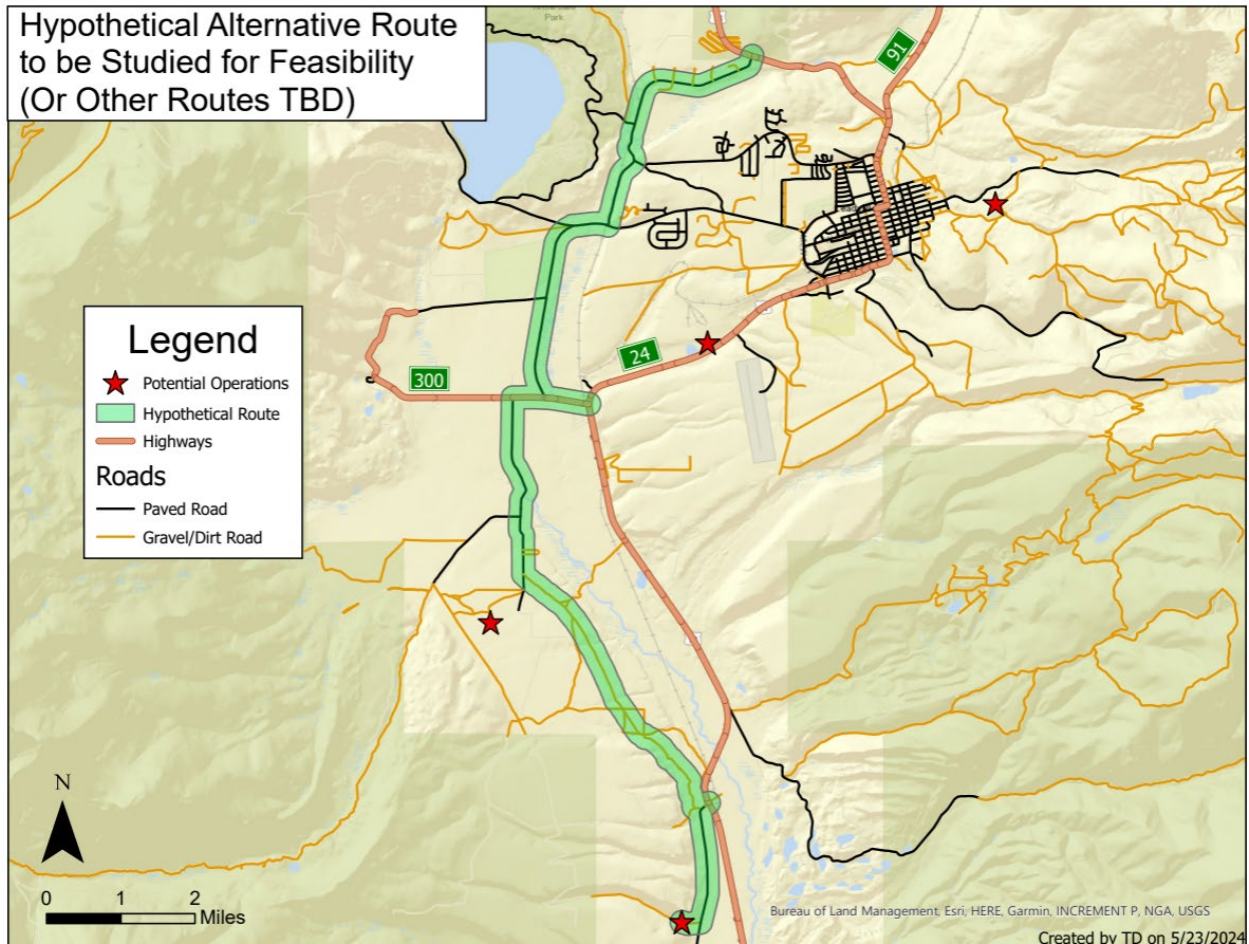 Hypothetical Alternative Route
to be Studied for Feasibility
(Or Other Routes TBD)
Park
91
24
300
Legend
Potential Operations
Hypothetical Route
Highways
Roads
Paved Road
Gravel/Dirt Road
N
0 1 2
Miles
Bureau of Land Management, Esri, HERE, Garmin, INCREMENT P, NGA, USGS
Created by TD on 5/23/2024